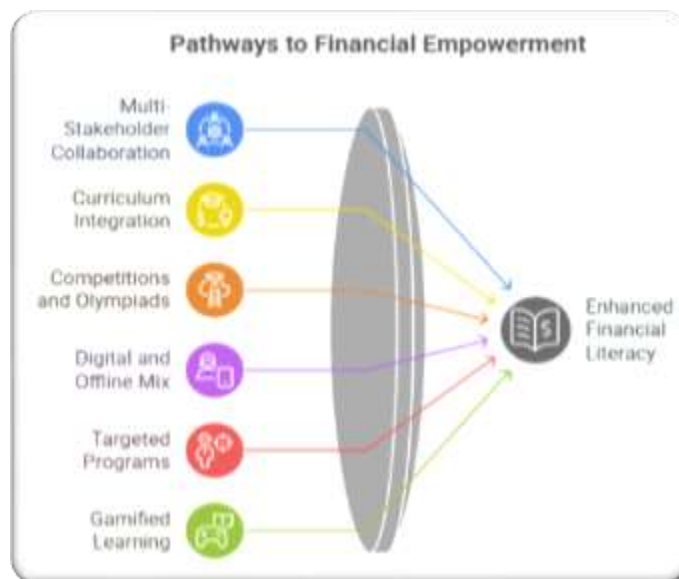 Pathways to Financial Empowerment
Multi-
Stakeholder
Collaboration
Curriculum
Integration
Competitions
and Olympiads
Digital and
Offline Mix
Targeted
Programs
Gamified
Learning
$
Enhanced
Financial
Literacy